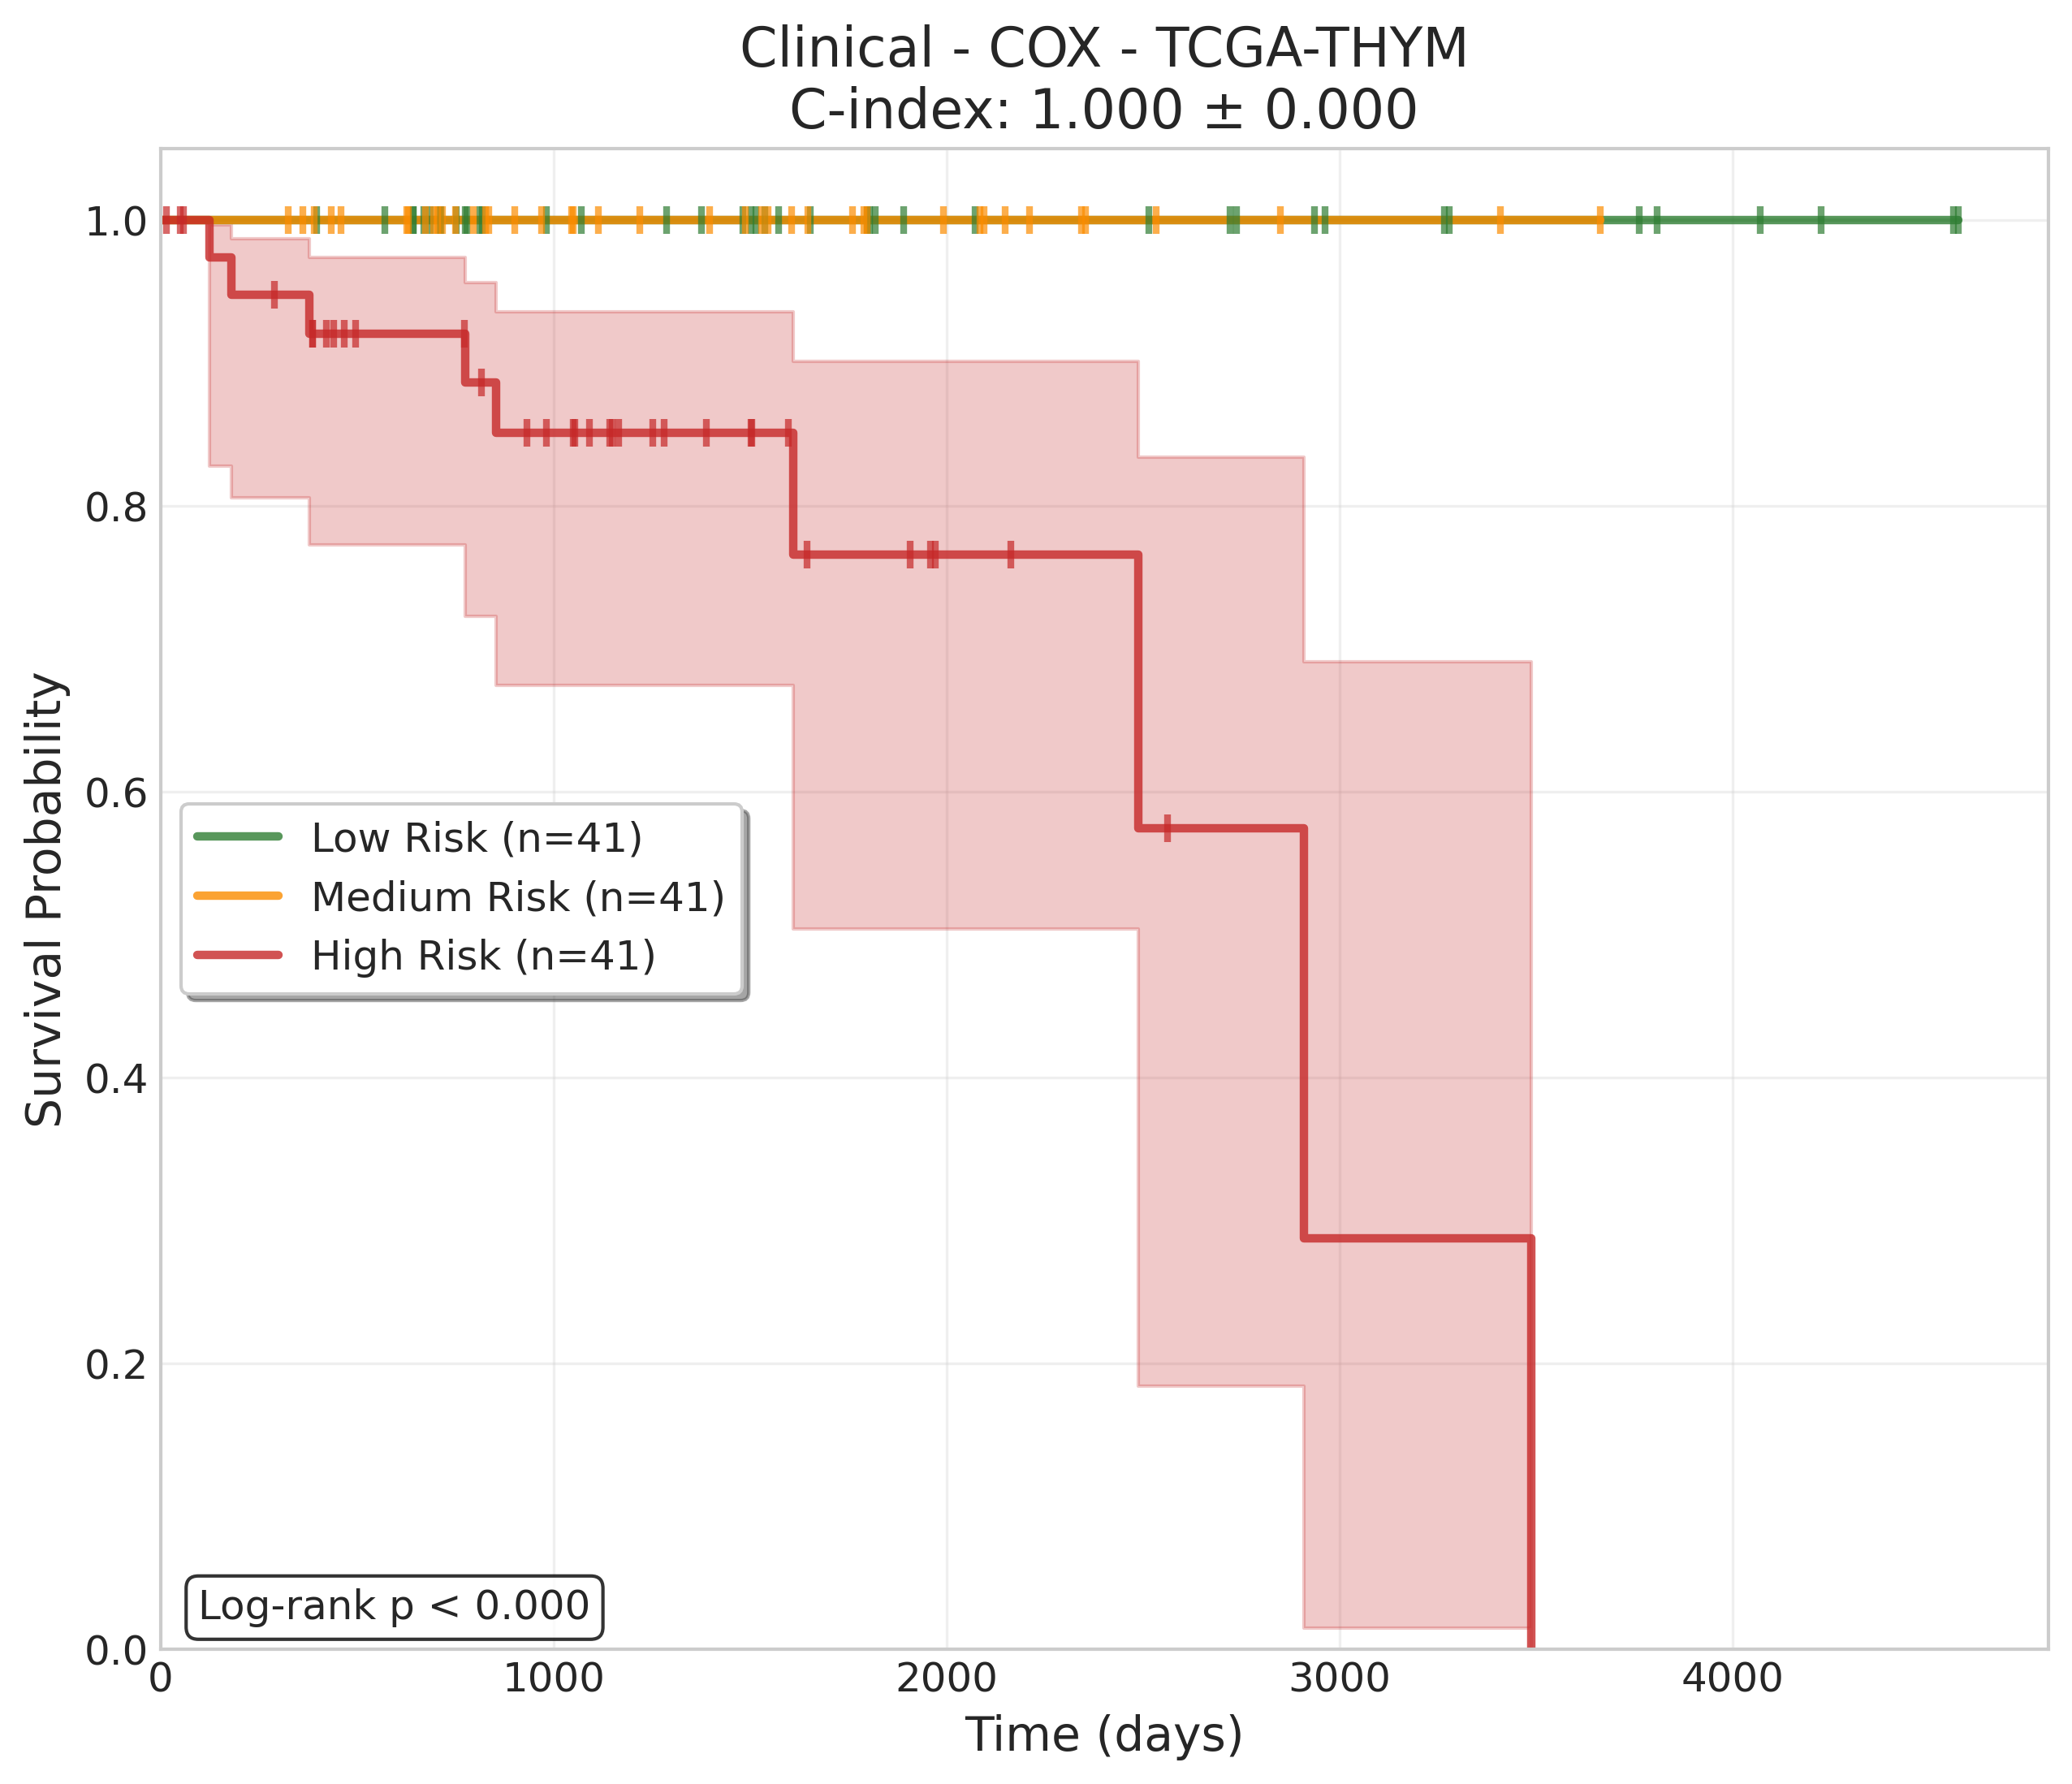 Clinical - COX - TCGA-THYM
C-index: 1.000 ± 0.000
Survival Probability
1.0
0.8
0.6
0.4
0.2
0.0
Low Risk (n=41)
Medium Risk (n=41)
High Risk (n=41)
Log-rank p < 0.000
0 1000 2000 3000 4000
Time (days)